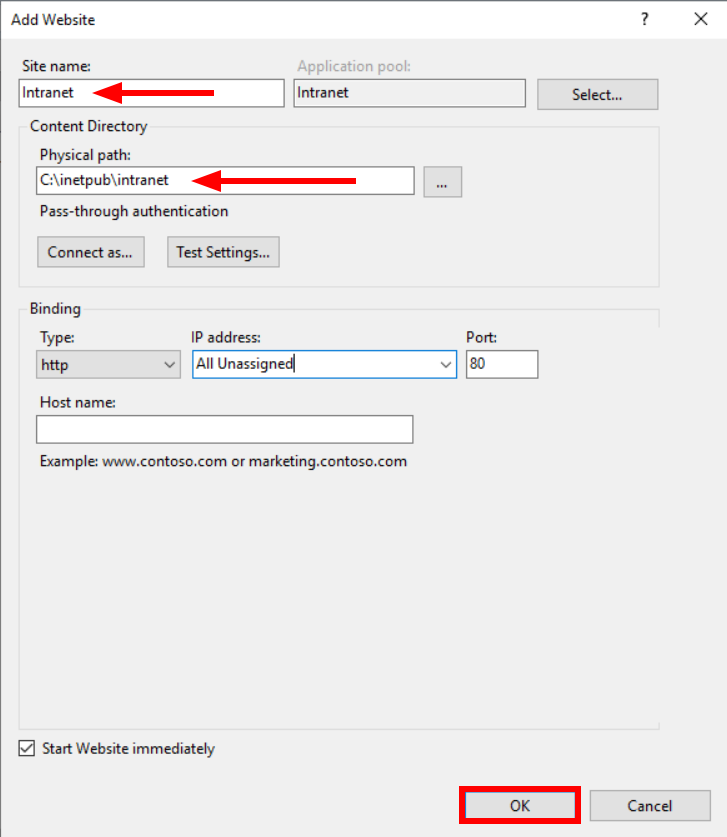 Add Website
?
Site name:
Application pool:
Intranet
Intranet
Select...
Content Directory
Physical path:
C:\inetpub\intranet
...
Pass-through authentication
Connect as...
Test Settings...
Binding
Type:
IP address:
Port:
http
All Unassigned
80
Host name:
Example: www.contoso.com or marketing.contoso.com
Start Website immediately
OK
Cancel